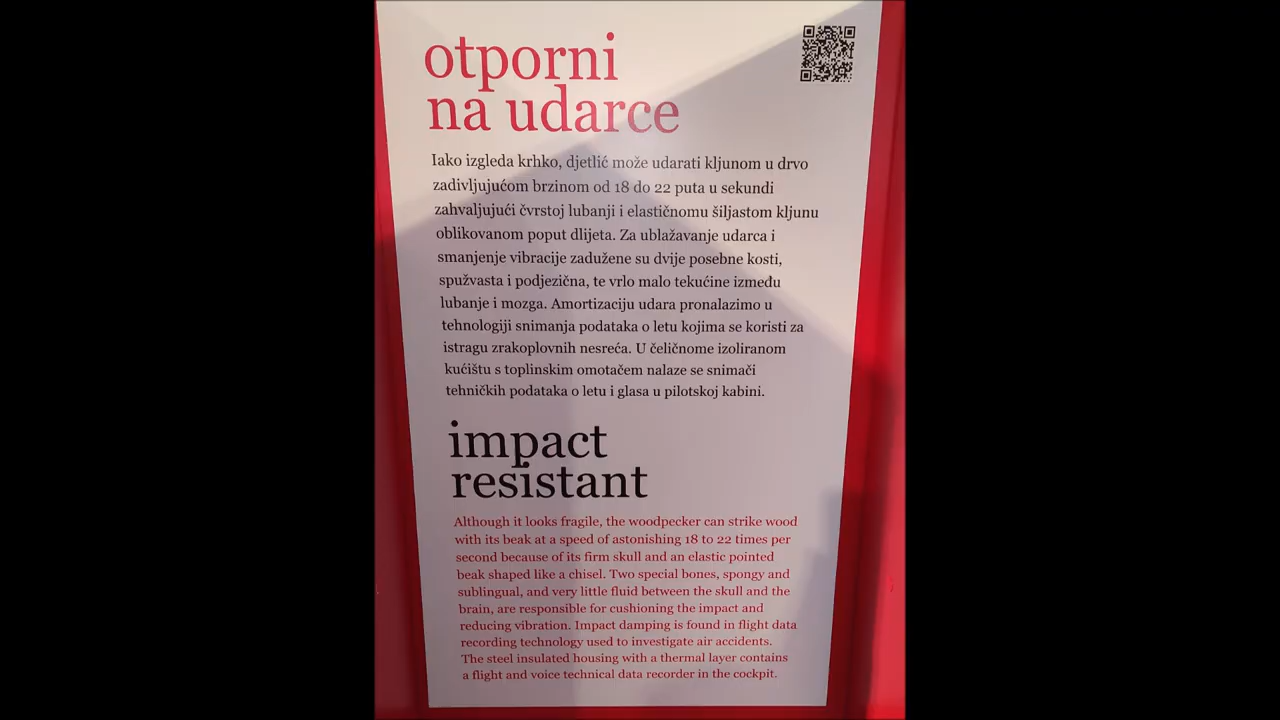 otporni
na udarce
Iako izgleda krhko, djetlić može udarati kljunom u drvo
zadivljujućom brzinom od 18 do 22 puta u sekundi
zahvaljujući čvrstoj lubanji i elastičnomu šiljastom kljunu
oblikovanom poput dlijeta. Za ublažavanje udarca i
smanjenje vibracije zadužene su dvije posebne kosti,
spužvasta i podjezična, te vrlo malo tekućine između
lubanje i mozga. Amortizaciju udara pronalazimo u
tehnologiji snimanja podataka o letu kojima se koristi za
istragu zrakoplovnih nesreća. U čeličnome izoliranom
kućištu s toplinskim omotačem nalaze se snimači
tehničkih podataka o letu i glasa u pilotskoj kabini.
impact
resistant
Although it looks fragile, the woodpecker can strike wood
with its beak at a speed of astonishing 18 to 22 times per
second because of its firm skull and an elastic pointed
beak shaped like a chisel. Two special bones, spongy and
sublingual, and very little fluid between the skull and the
brain, are responsible for cushioning the impact and
reducing vibration. Impact damping is found in flight data
recording technology used to investigate air accidents.
The steel insulated housing with a thermal layer contains
a flight and voice technical data recorder in the cockpit.